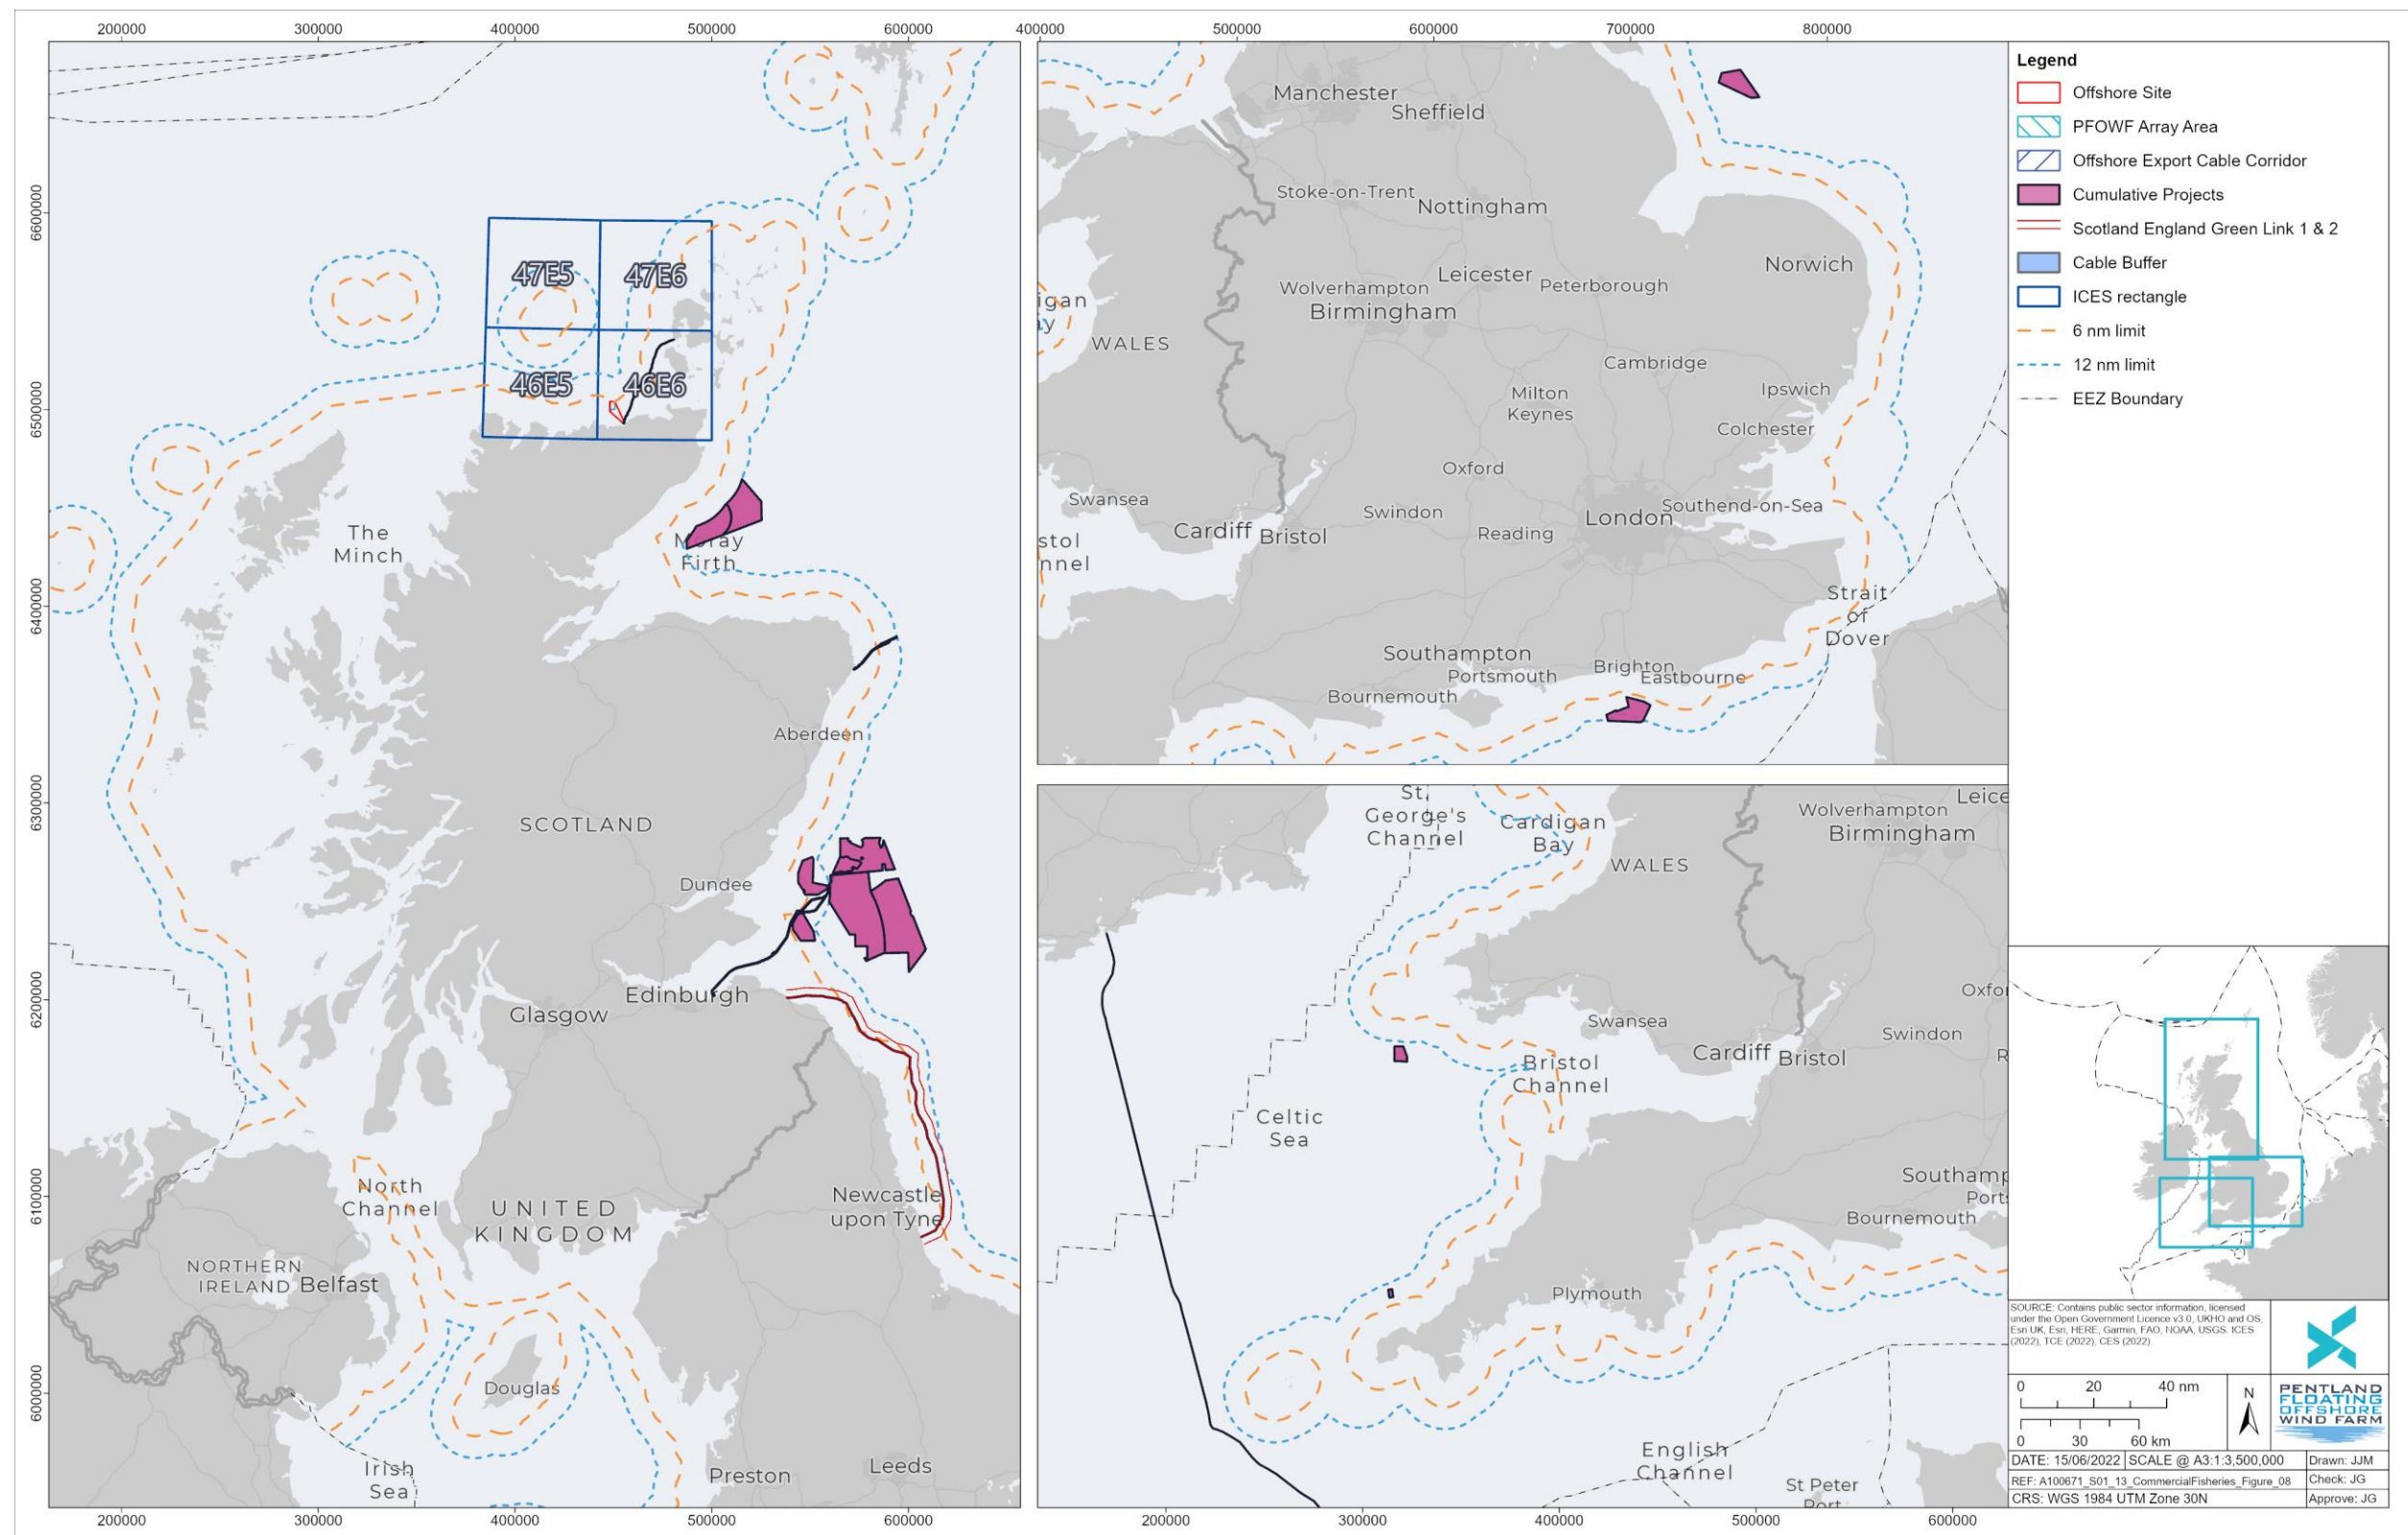 200000 300000 400000 500000 600000
400000 500000 600000 700000 800000
6600000
6500000
6400000
6300000
6200000
6100000
6000000
47E5
47E6
46E5
46E6
The
Minch
Moray
Firth
Aberdeen
SCOTLAND
Dundee
Edinburgh
Glasgow
North
Channel
UNITED
KINGDOM
Newcastle
upon Tyne
NORTHERN
IRELAND
Belfast
Douglas
Irish
Sea
Preston
Leeds
200000 300000 400000 500000 600000
Manchester
Sheffield
Stoke-on-Trent
Nottingham
Norwich
Leicester
Wolverhampton
Peterborough
Birmingham
igan
y
WALES
Cambridge
Milton
Keynes
Ipswich
Colchester
Oxford
Swansea
Swindon
Southend-on-Sea
London
Cardiff
Bristol
Reading
stol
nnel
Strait
of
Dover
Southampton
Portsmouth
Brighton
Eastbourne
Bournemouth
St.
George's
Channel
Cardigan
Bay
WALES
Leice
Wolverhampton
Birmingham
Oxfor
Swansea
Swindon
Cardiff
Bristol
R
Bristol
Channel
Celtic
Sea
Southamp
Ports
Bournemouth
Plymouth
English
Channel
St Peter
Port
200000 300000 400000 500000 600000
Legend
Offshore Site
PFOWF Array Area
Offshore Export Cable Corridor
Cumulative Projects
Scotland England Green Link 1 & 2
Cable Buffer
ICES rectangle
6 nm limit
12 nm limit
EEZ Boundary
SOURCE: Contains public sector information, licensed
under the Open Government Licence v3.0, UKHO and OS,
Esri UK, Esri, HERE, Garmin, FAO, NOAA, USGS. ICES
(2022), TCE (2022), CES (2022).
0 20 40 nm
0 30 60 km
N
PENTLAND
FLOATING
OFFSHORE
WIND FARM
DATE: 15/06/2022 SCALE @ A3:1:3,500,000 Drawn: JJM
REF: A100671_S01_13_CommercialFisheries_Figure_08 Check: JG
CRS: WGS 1984 UTM Zone 30N Approve: JG